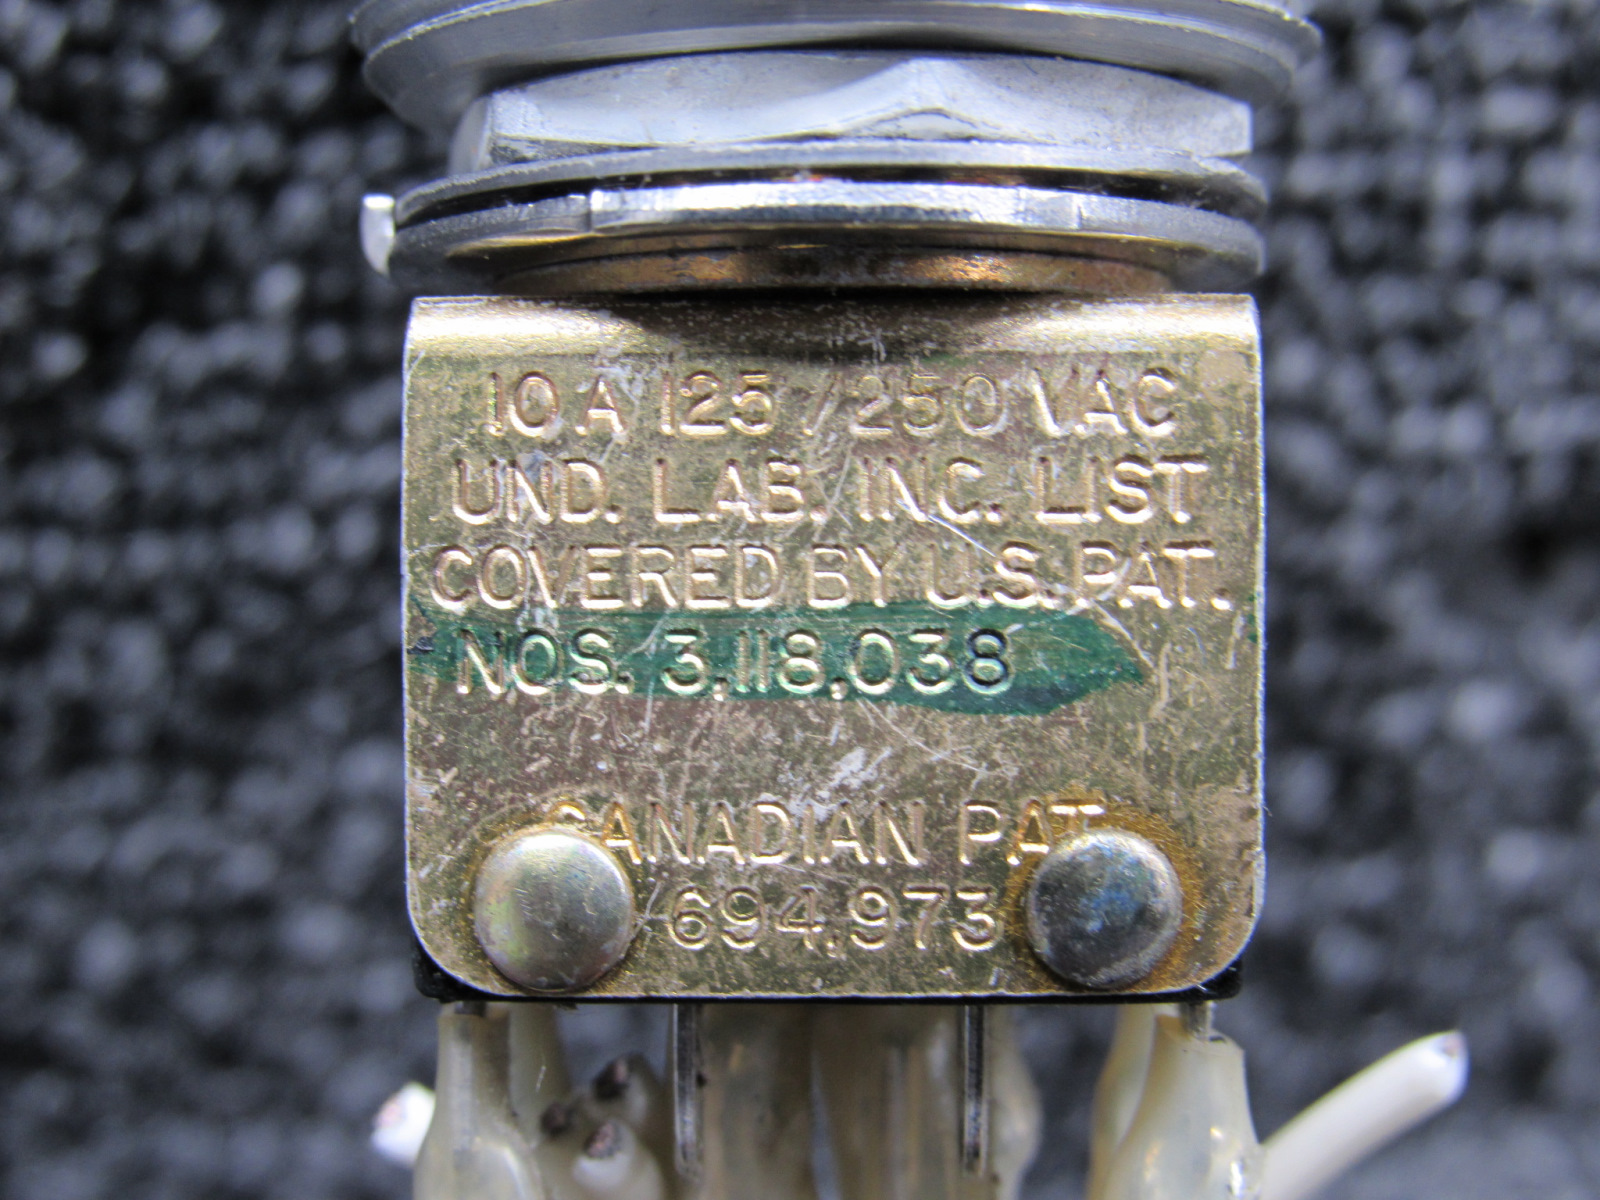 10 A 125 / 250 VAC
UND. LAB. INC. LIST
COVERED BY U.S. PAT.
NOS. 3,118,038
CANADIAN PAT.
694,973